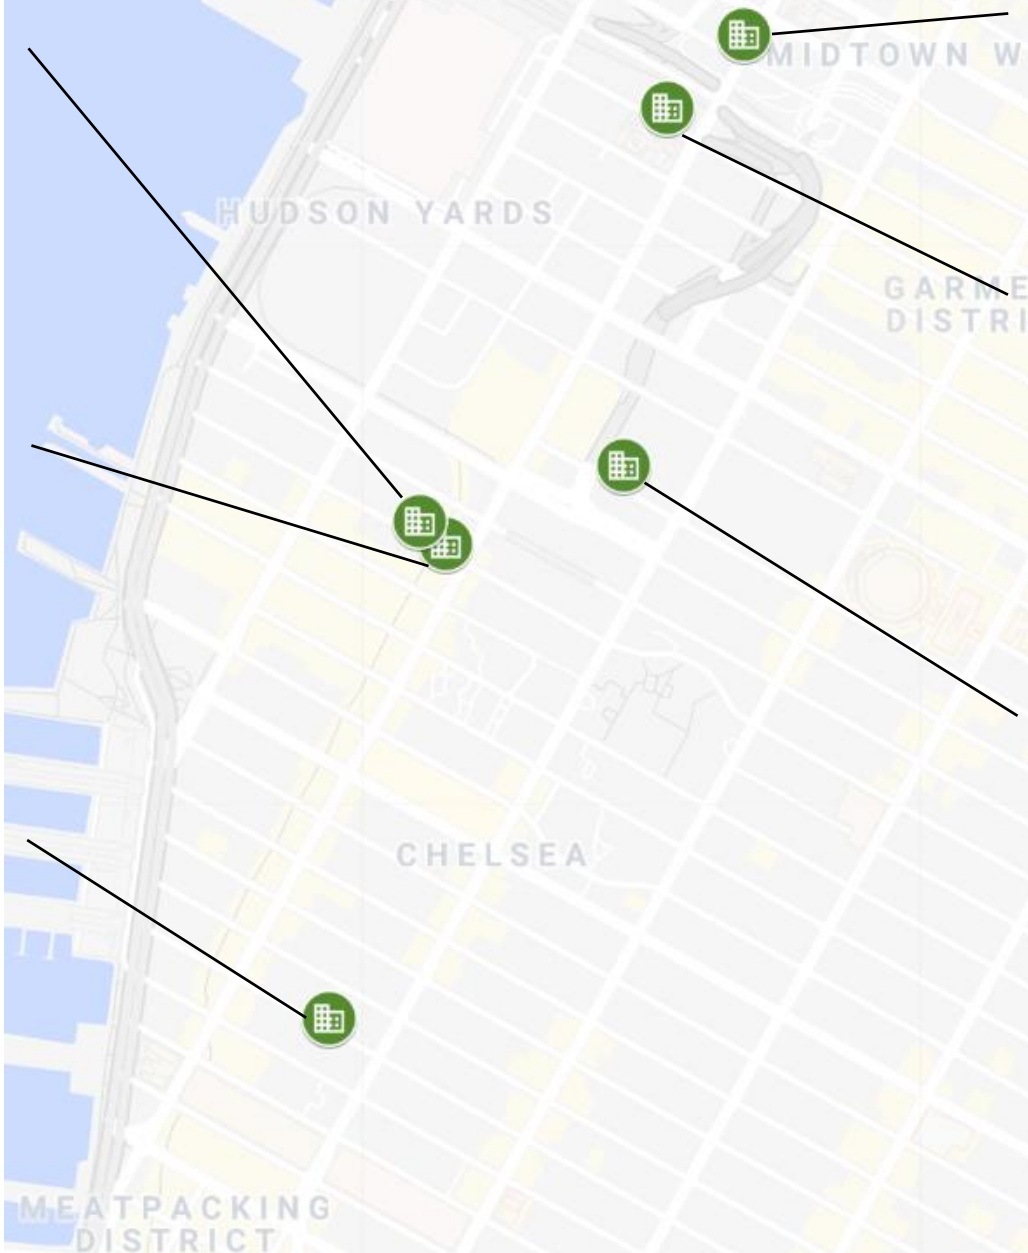 MIDTOWN W
HUDSON YARDS
GARME
DISTRI
CHELSEA
MEATPACKING
DISTRICT